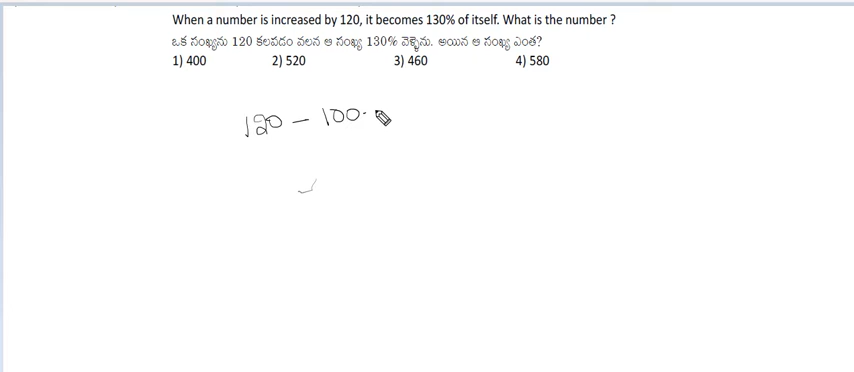 When a number is increased by 120, it becomes 130% of itself. What is the number ?
ఒక సంఖ్యను 120 కలపడం వలన ఆ సంఖ్య 130% వెళ్ళెను. అయిన ఆ సంఖ్య ఎంత?
1) 400 2) 520 3) 460 4) 580
120 — 100.